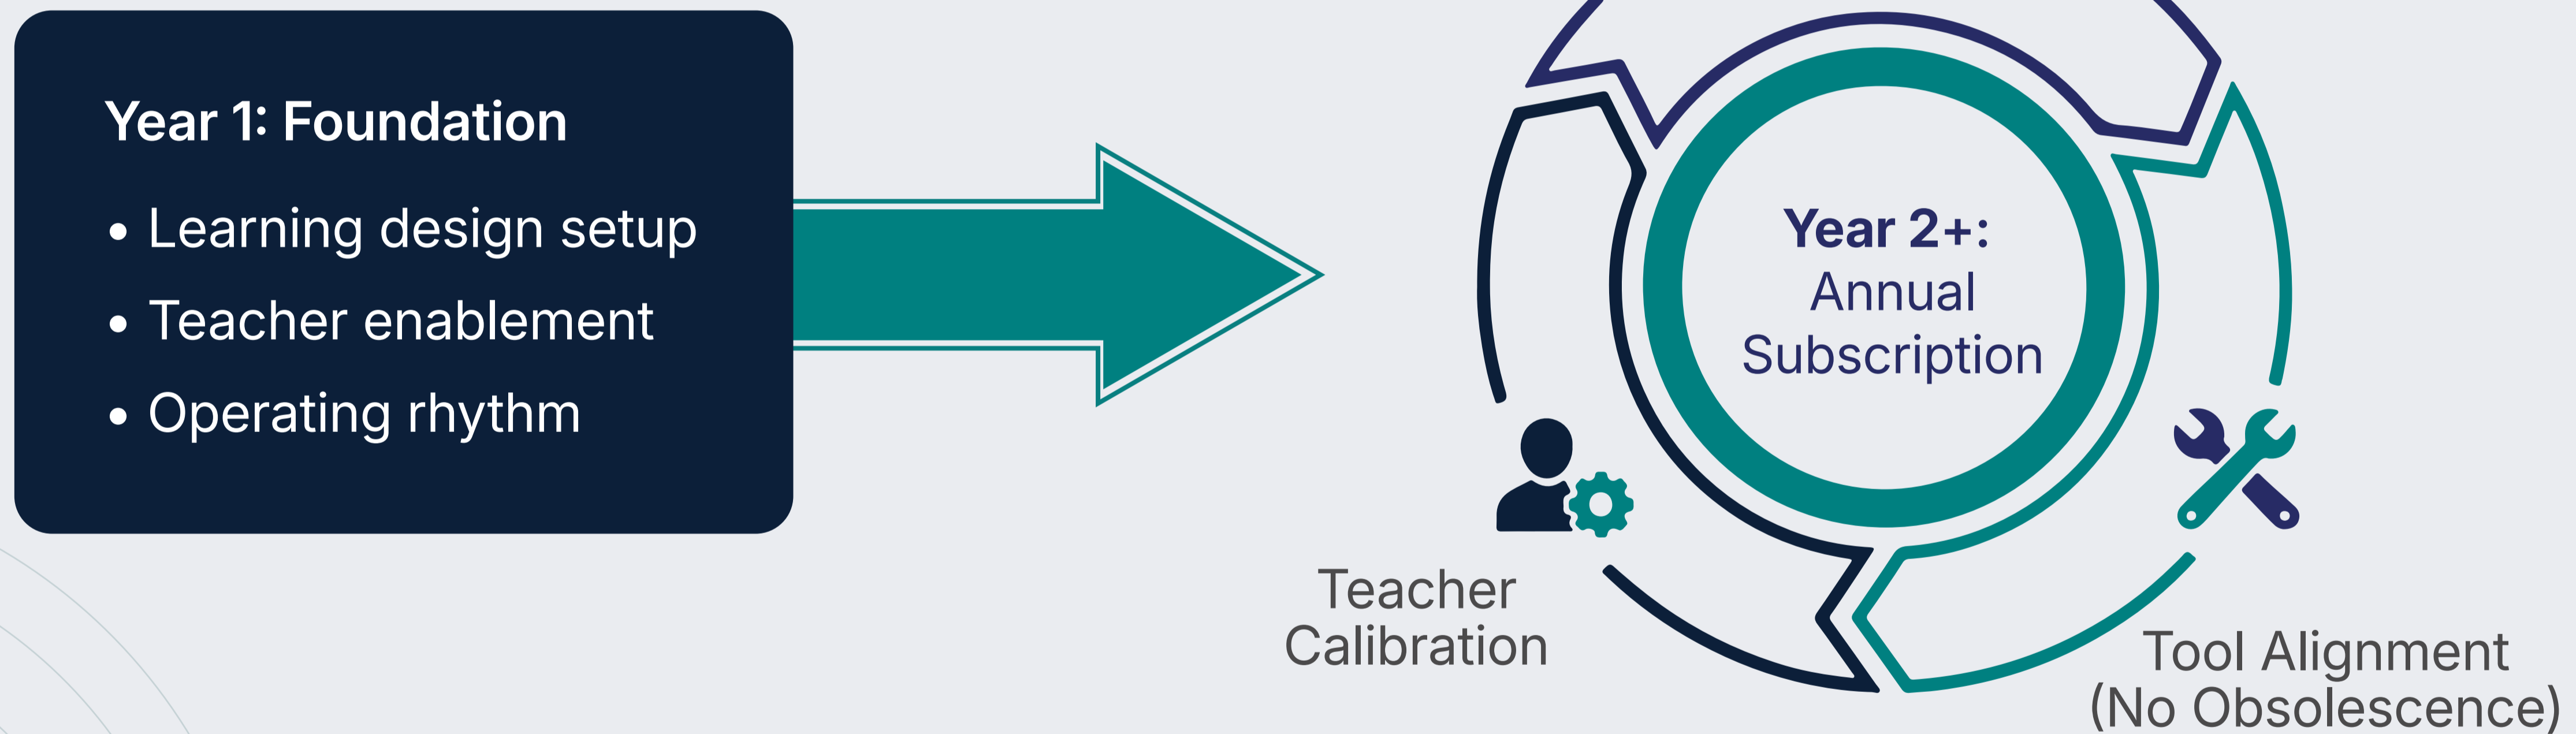 Year 1: Foundation
• Learning design setup
• Teacher enablement
• Operating rhythm
Year 2+:
Annual
Subscription
Teacher
Calibration
Tool Alignment
(No Obsolescence)